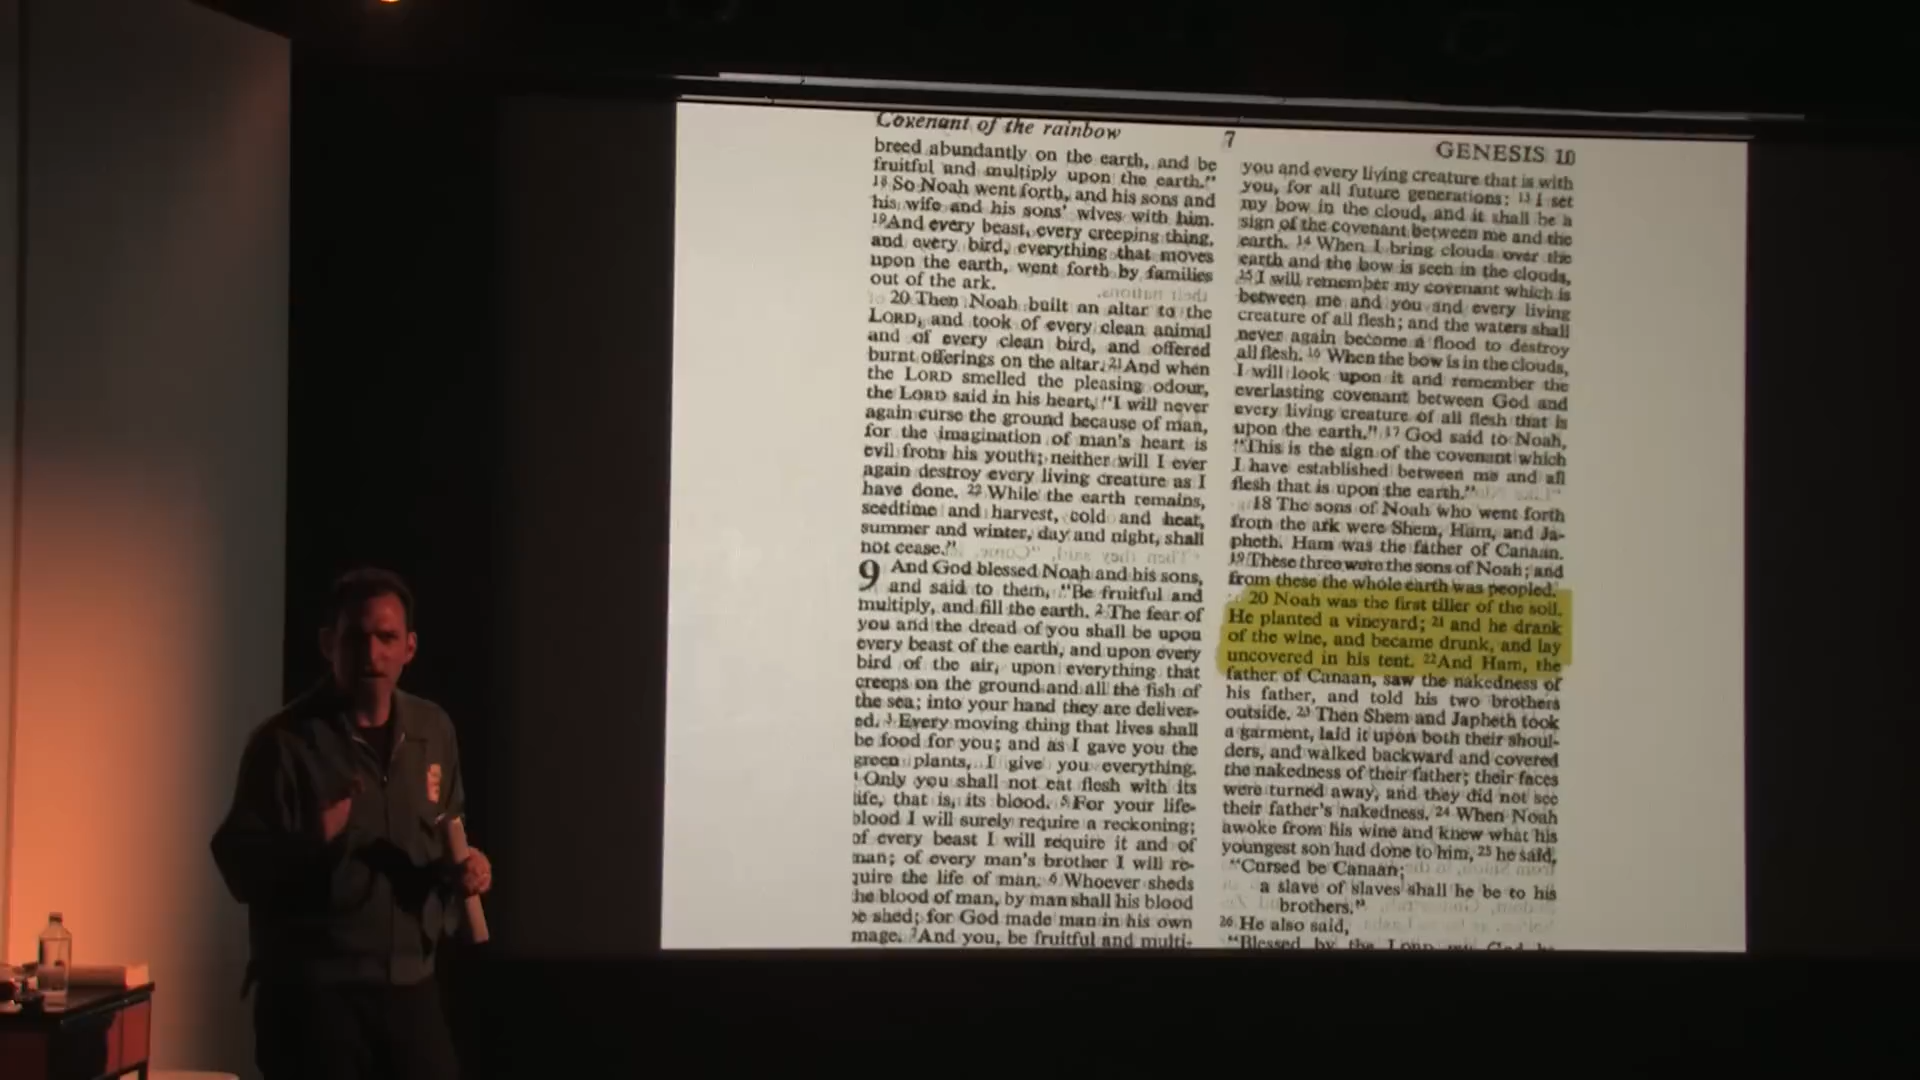 Covenant of the rainbow
7
GENESIS 10
breed abundantly on the earth, and be
fruitful and multiply upon the earth."
18 So Noah went forth, and his sons and
his wife and his sons' wives with him.
19 And every beast, every creeping thing,
and every bird, everything that moves
upon the earth, went forth by families
out of the ark.
20 Then Noah built an altar to the
LORD, and took of every clean animal
and of every clean bird, and offered
burnt offerings on the altar. 21 And when
the LORD smelled the pleasing odour,
the LORD said in his heart, "I will never
again curse the ground because of man,
for the imagination of man's heart is
evil from his youth; neither will I ever
again destroy every living creature as I
have done. 22 While the earth remains,
seedtime and harvest, cold and heat,
summer and winter, day and night, shall
not cease."
9 And God blessed Noah and his sons,
and said to them, "Be fruitful and
multiply, and fill the earth. 2 The fear of
you and the dread of you shall be upon
every beast of the earth, and upon every
bird of the air, upon everything that
creeps on the ground and all the fish of
the sea; into your hand they are deliver-
ed. 3 Every moving thing that lives shall
be food for you; and as I gave you the
green plants, I give you everything.
4 Only you shall not eat flesh with its
life, that is, its blood. 5 For your life-
blood I will surely require a reckoning;
of every beast I will require it and of
man; of every man's brother I will re-
quire the life of man. 6 Whoever sheds
the blood of man, by man shall his blood
be shed; for God made man in his own
mage. 7 And you, be fruitful and multi-
you and every living creature that is with
you, for all future generations: 13 I set
my bow in the cloud, and it shall be a
sign of the covenant between me and the
earth. 14 When I bring clouds over the
earth and the bow is seen in the clouds,
15 I will remember my covenant which is
between me and you and every living
creature of all flesh; and the waters shall
never again become a flood to destroy
all flesh. 16 When the bow is in the clouds,
I will look upon it and remember the
everlasting covenant between God and
every living creature of all flesh that is
upon the earth." 17 God said to Noah,
"This is the sign of the covenant which
I have established between me and all
flesh that is upon the earth."
18 The sons of Noah who went forth
from the ark were Shem, Ham, and Ja-
pheth. Ham was the father of Canaan.
19 These three were the sons of Noah; and
from these the whole earth was peopled.
20 Noah was the first tiller of the soil.
He planted a vineyard; 21 and he drank
of the wine, and became drunk, and lay
uncovered in his tent. 22 And Ham, the
father of Canaan, saw the nakedness of
his father, and told his two brothers
outside. 23 Then Shem and Japheth took
a garment, laid it upon both their shoul-
ders, and walked backward and covered
the nakedness of their father; their faces
were turned away, and they did not see
their father's nakedness. 24 When Noah
awoke from his wine and knew what his
youngest son had done to him, 25 he said,
"Cursed be Canaan;
a slave of slaves shall he be to his
brothers."
26 He also said,
"Blessed by the LORD my God be